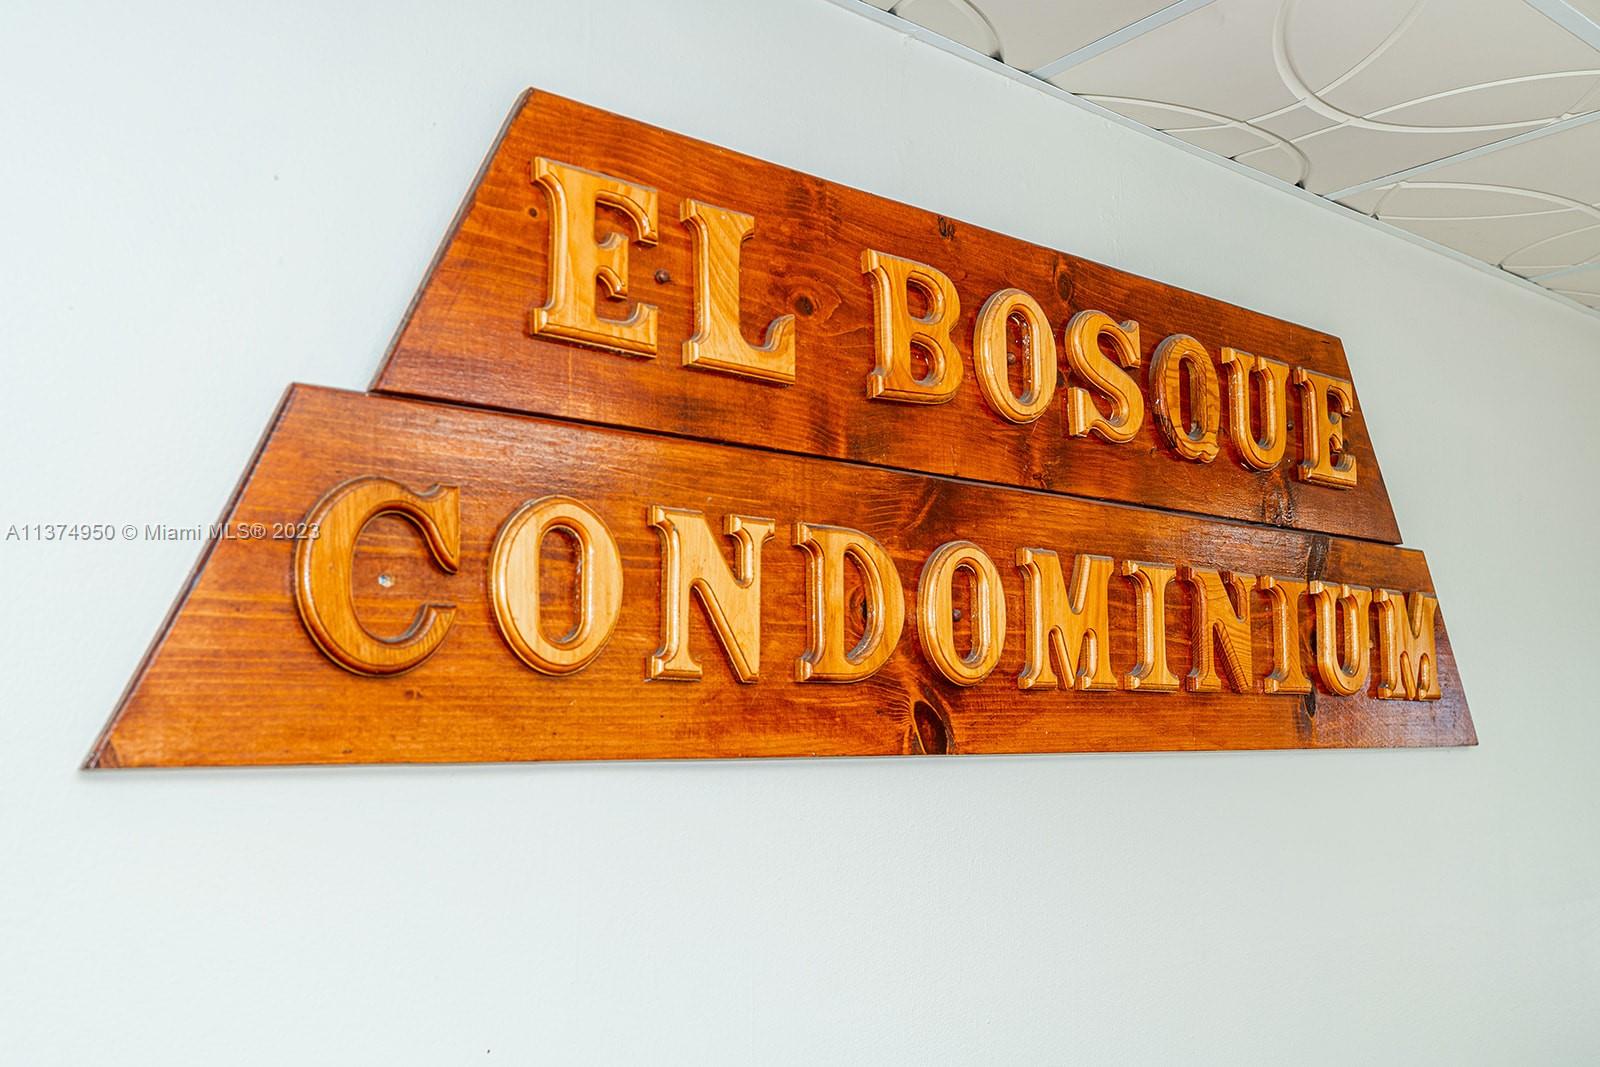 EL BOSQUE
CONDOMINIUM
A11374950 © Miami MLS® 2023